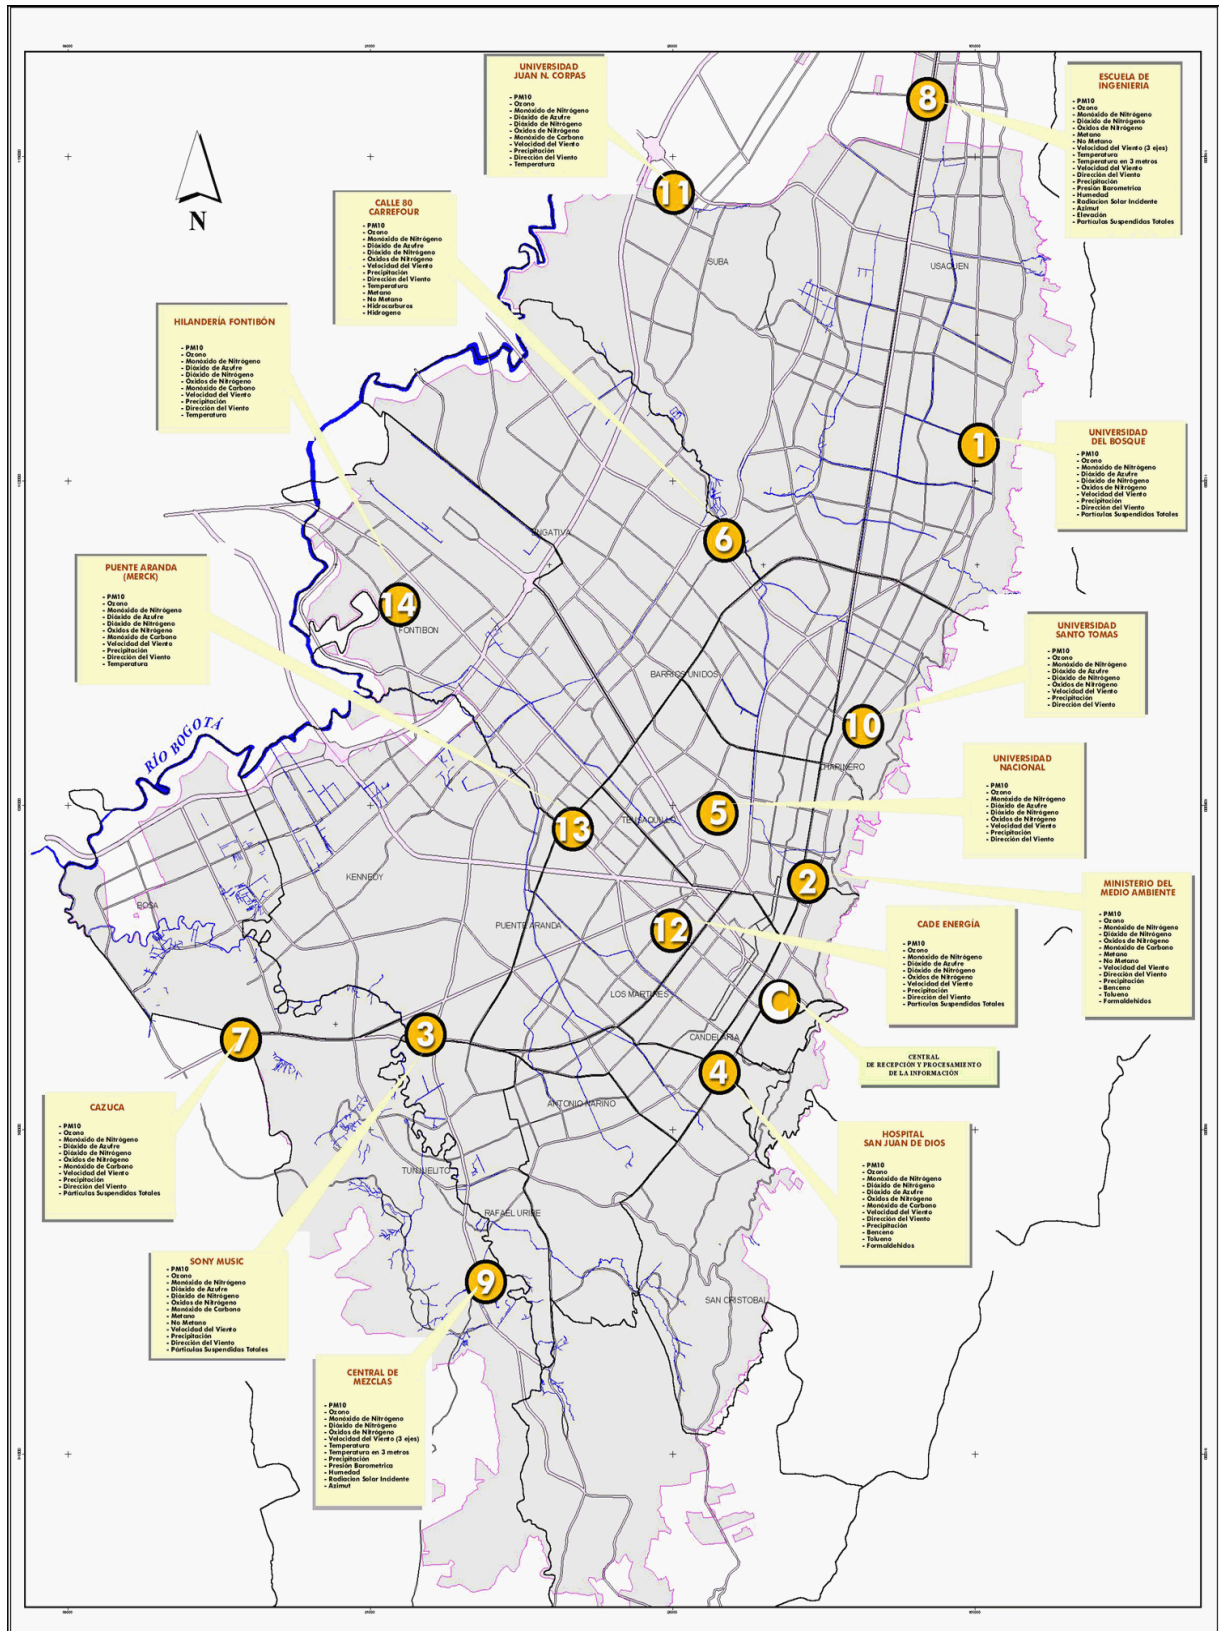 UNIVERSIDAD
JUAN N. CORPAS
- PM10
- Ozono
- Monóxido de Nitrógeno
- Dióxido de Azufre
- Dióxido de Nitrógeno
- Óxidos de Nitrógeno
- Monóxido de Carbono
- Velocidad del Viento
- Precipitación
- Dirección del Viento
- Temperatura
ESCUELA DE
INGENIERIA
- PM10
- Ozono
- Monóxido de Nitrógeno
- Dióxido de Nitrógeno
- Óxidos de Nitrógeno
- Metano
- No Metano
- Velocidad del Viento (3 ejes)
- Temperatura
- Temperatura en 3 metros
- Velocidad del Viento
- Dirección del Viento
- Precipitación
- Presión Barometrica
- Humedad
- Radiacion Solar Incidente
- Azimut
- Elevación
- Partículas Suspendidas Totales
8
11
N
CALLE 80
CARREFOUR
- PM10
- Ozono
- Monóxido de Nitrógeno
- Dióxido de Azufre
- Dióxido de Nitrógeno
- Óxidos de Nitrógeno
- Velocidad del Viento
- Precipitación
- Dirección del Viento
- Temperatura
- Metano
- No Metano
- Hidrocarburos
- Hidrogeno
SUBA
USAQUEN
HILANDERÍA FONTIBÓN
- PM10
- Ozono
- Monóxido de Nitrógeno
- Dióxido de Azufre
- Dióxido de Nitrógeno
- Óxidos de Nitrógeno
- Monóxido de Carbono
- Velocidad del Viento
- Precipitación
- Dirección del Viento
- Temperatura
1
UNIVERSIDAD
DEL BOSQUE
- PM10
- Ozono
- Monóxido de Nitrógeno
- Dióxido de Azufre
- Dióxido de Nitrógeno
- Óxidos de Nitrógeno
- Velocidad del Viento
- Precipitación
- Dirección del Viento
- Partículas Suspendidas Totales
ENGATIVA
6
PUENTE ARANDA
(MERCK)
- PM10
- Ozono
- Monóxido de Nitrógeno
- Dióxido de Azufre
- Dióxido de Nitrógeno
- Óxidos de Nitrógeno
- Monóxido de Carbono
- Velocidad del Viento
- Precipitación
- Dirección del Viento
- Temperatura
14
FONTIBON
UNIVERSIDAD
SANTO TOMAS
- PM10
- Ozono
- Monóxido de Nitrógeno
- Dióxido de Azufre
- Dióxido de Nitrógeno
- Óxidos de Nitrógeno
- Velocidad del Viento
- Precipitación
- Dirección del Viento
BARRIOS UNIDOS
10
RÍO BOGOTÁ
CHAPINERO
UNIVERSIDAD
NACIONAL
- PM10
- Ozono
- Monóxido de Nitrógeno
- Dióxido de Azufre
- Dióxido de Nitrógeno
- Óxidos de Nitrógeno
- Velocidad del Viento
- Precipitación
- Dirección del Viento
13
TEUSAQUILLO
5
KENNEDY
2
MINISTERIO DEL
MEDIO AMBIENTE
- PM10
- Ozono
- Monóxido de Nitrógeno
- Dióxido de Nitrógeno
- Óxidos de Nitrógeno
- Monóxido de Carbono
- Metano
- No Metano
- Velocidad del Viento
- Dirección del Viento
- Precipitación
- Benceno
- Tolueno
- Formaldehidos
BOSA
PUENTE ARANDA
12
CADE ENERGÍA
- PM10
- Ozono
- Monóxido de Nitrógeno
- Dióxido de Azufre
- Dióxido de Nitrógeno
- Óxidos de Nitrógeno
- Velocidad del Viento
- Precipitación
- Dirección del Viento
- Partículas Suspendidas Totales
LOS MARTIRES
C
7
3
CANDELARIA
CENTRAL
DE RECEPCIÓN Y PROCESAMIENTO
DE LA INFORMACIÓN
4
CAZUCA
- PM10
- Ozono
- Monóxido de Nitrógeno
- Dióxido de Azufre
- Dióxido de Nitrógeno
- Óxidos de Nitrógeno
- Monóxido de Carbono
- Velocidad del Viento
- Precipitación
- Dirección del Viento
- Partículas Suspendidas Totales
ANTONIO NARIÑO
HOSPITAL
SAN JUAN DE DIOS
- PM10
- Ozono
- Monóxido de Nitrógeno
- Dióxido de Nitrógeno
- Dióxido de Azufre
- Óxidos de Nitrógeno
- Monóxido de Carbono
- Velocidad del Viento
- Dirección del Viento
- Precipitación
- Benceno
- Tolueno
- Formaldehidos
TUNJUELITO
RAFAEL URIBE
SONY MUSIC
- PM10
- Ozono
- Monóxido de Nitrógeno
- Dióxido de Azufre
- Dióxido de Nitrógeno
- Óxidos de Nitrógeno
- Monóxido de Carbono
- Metano
- No Metano
- Velocidad del Viento
- Precipitación
- Dirección del Viento
- Partículas Suspendidas Totales
9
SAN CRISTOBAL
CENTRAL DE
MEZCLAS
- PM10
- Ozono
- Monóxido de Nitrógeno
- Dióxido de Nitrógeno
- Óxidos de Nitrógeno
- Velocidad del Viento (3 ejes)
- Temperatura
- Temperatura en 3 metros
- Precipitación
- Presión Barometrica
- Humedad
- Radiacion Solar Incidente
- Azimut